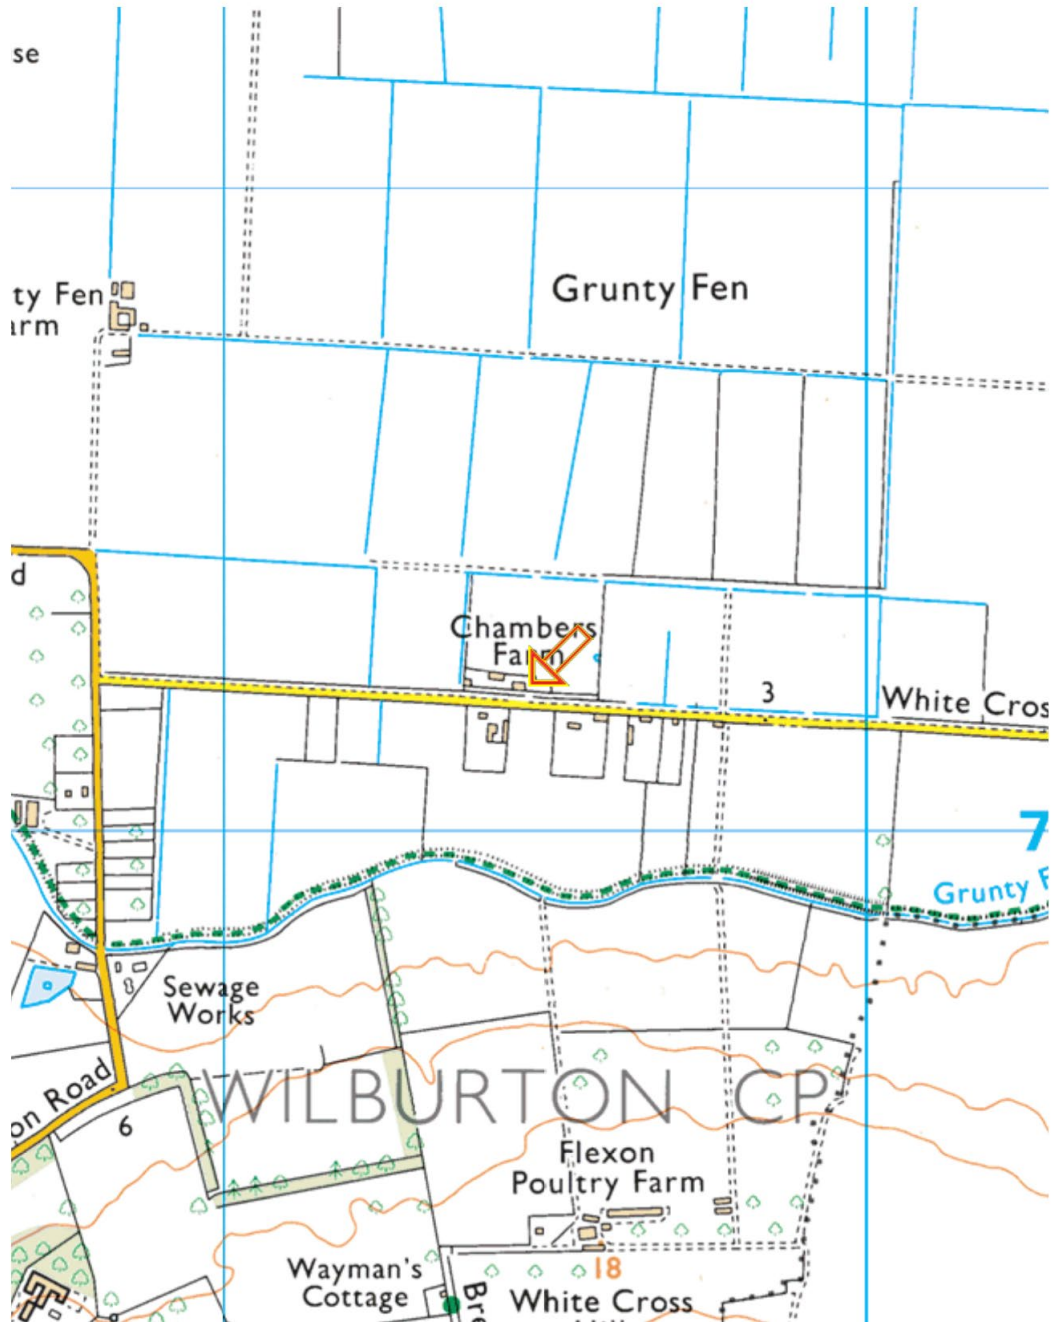 se
Grunty Fen
ty Fen
arm
d
Chambers
Farm
3
White Cros
7
Grunty F
Sewage
Works
WILBURTON CP
on Road
6
Flexon
Poultry Farm
18
Wayman's
Cottage
Bre
White Cross